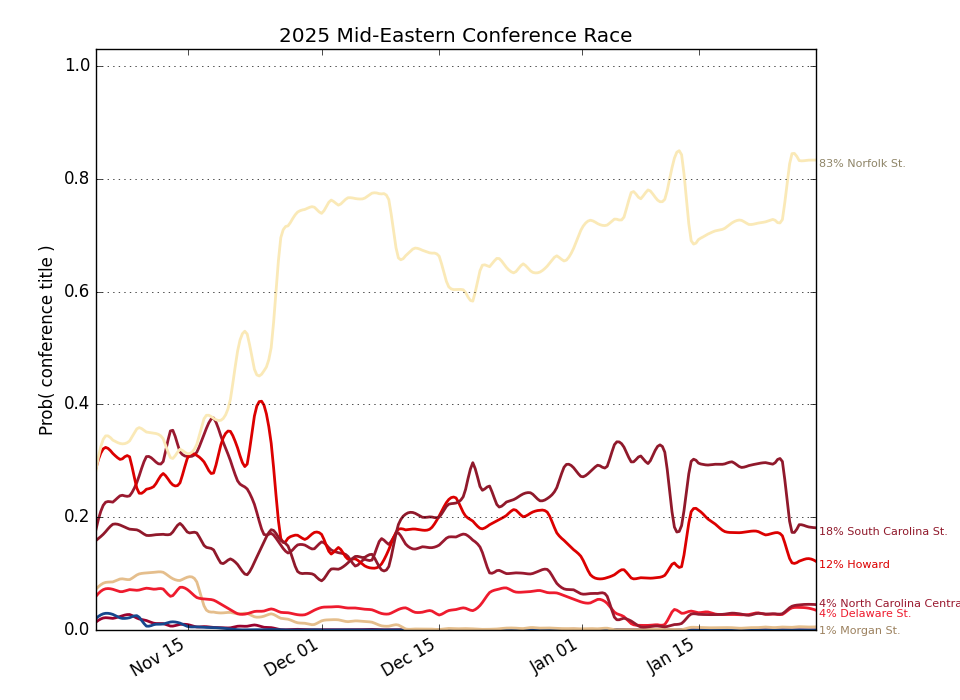 2025 Mid-Eastern Conference Race
Prob( conference title )
1.0
0.8
0.6
0.4
0.2
0.0
Nov 15
Dec 01
Dec 15
Jan 01
Jan 15
83% Norfolk St.
18% South Carolina St.
12% Howard
4% North Carolina Centra
4% Delaware St.
1% Morgan St.